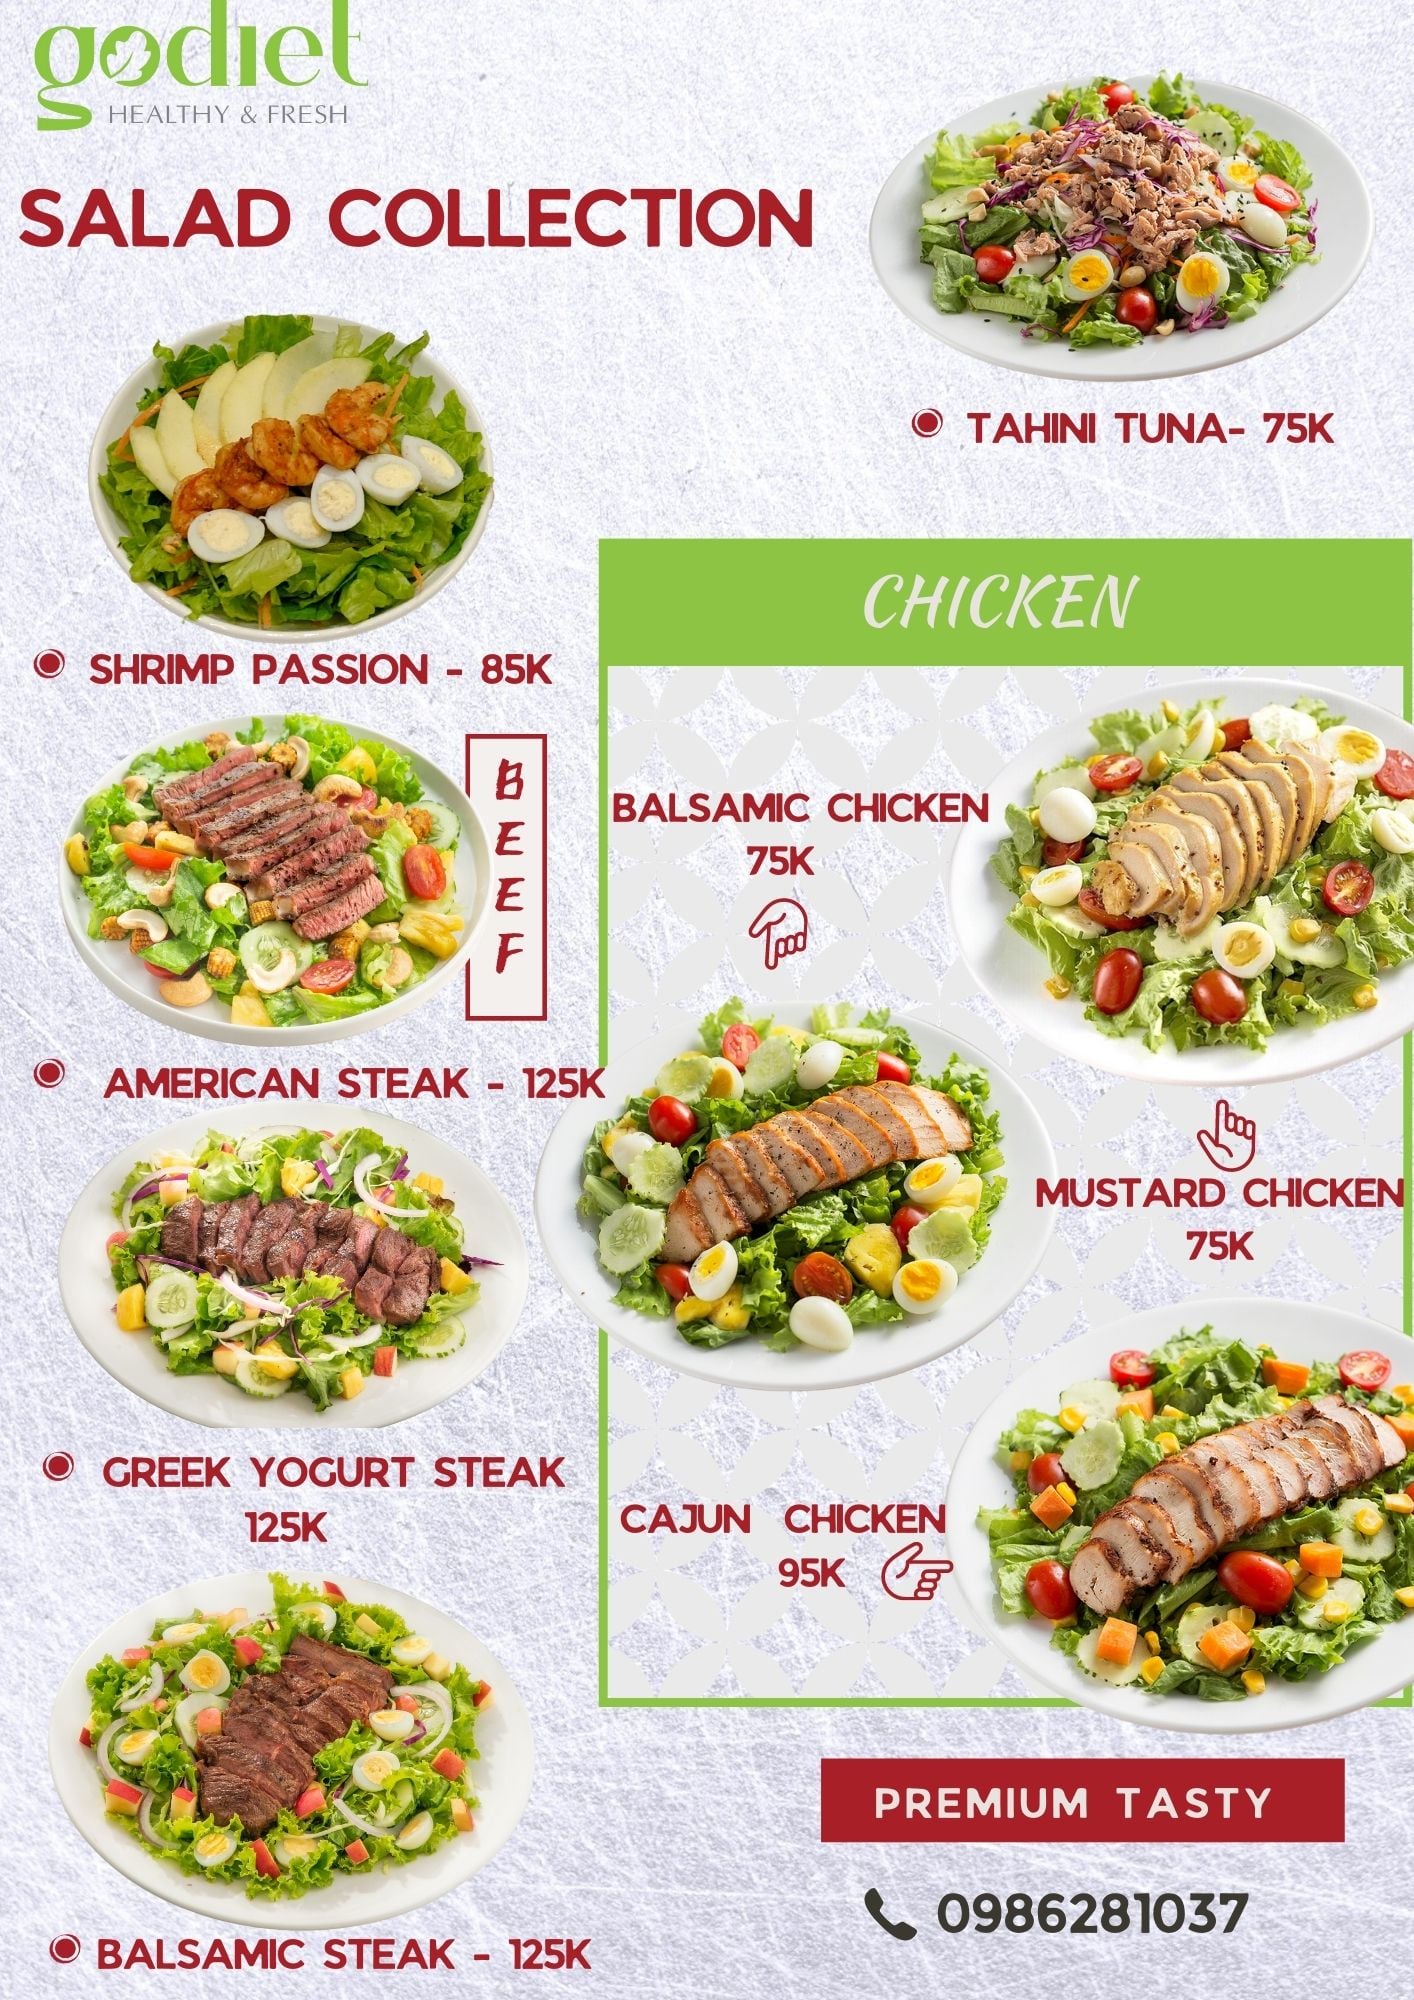 godiet
HEALTHY & FRESH
SALAD COLLECTION
TAHINI TUNA- 75K
SHRIMP PASSION - 85K
BEEF
AMERICAN STEAK - 125K
GREEK YOGURT STEAK
125K
BALSAMIC STEAK - 125K
CHICKEN
BALSAMIC CHICKEN
75K
MUSTARD CHICKEN
75K
CAJUN CHICKEN
95K
PREMIUM TASTY
0986281037